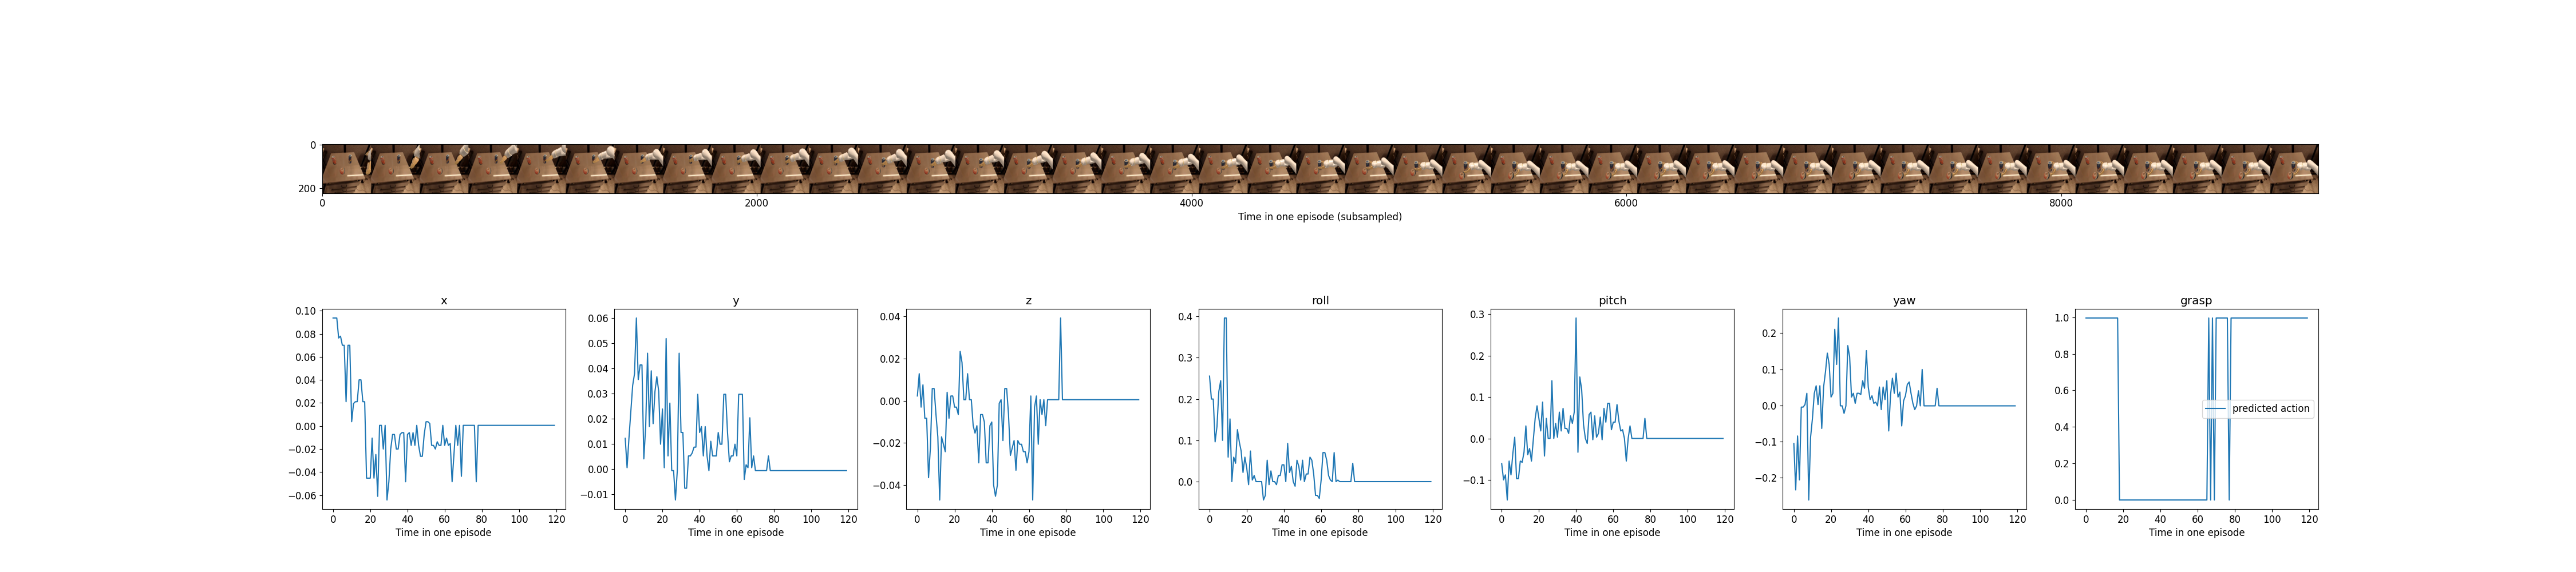 0
200
0 2000 4000 6000 8000
Time in one episode (subsampled)
x y z roll pitch yaw grasp
0.10 0.06 0.04 0.4 0.3 0.2 1.0
0.08 0.05 0.02 0.3 0.2 0.1 0.8
0.06 0.04 0.00 0.2 0.1 0.0 0.6
0.04 0.03 −0.02 0.1 0.0 −0.1 0.4
0.02 0.02 −0.04 0.0 −0.1 −0.2 0.2
0.00 0.01 0.0
−0.02 0.00
−0.04 −0.01
−0.06
predicted action
0 20 40 60 80 100 120 0 20 40 60 80 100 120 0 20 40 60 80 100 120 0 20 40 60 80 100 120 0 20 40 60 80 100 120 0 20 40 60 80 100 120 0 20 40 60 80 100 120
Time in one episode Time in one episode Time in one episode Time in one episode Time in one episode Time in one episode Time in one episode